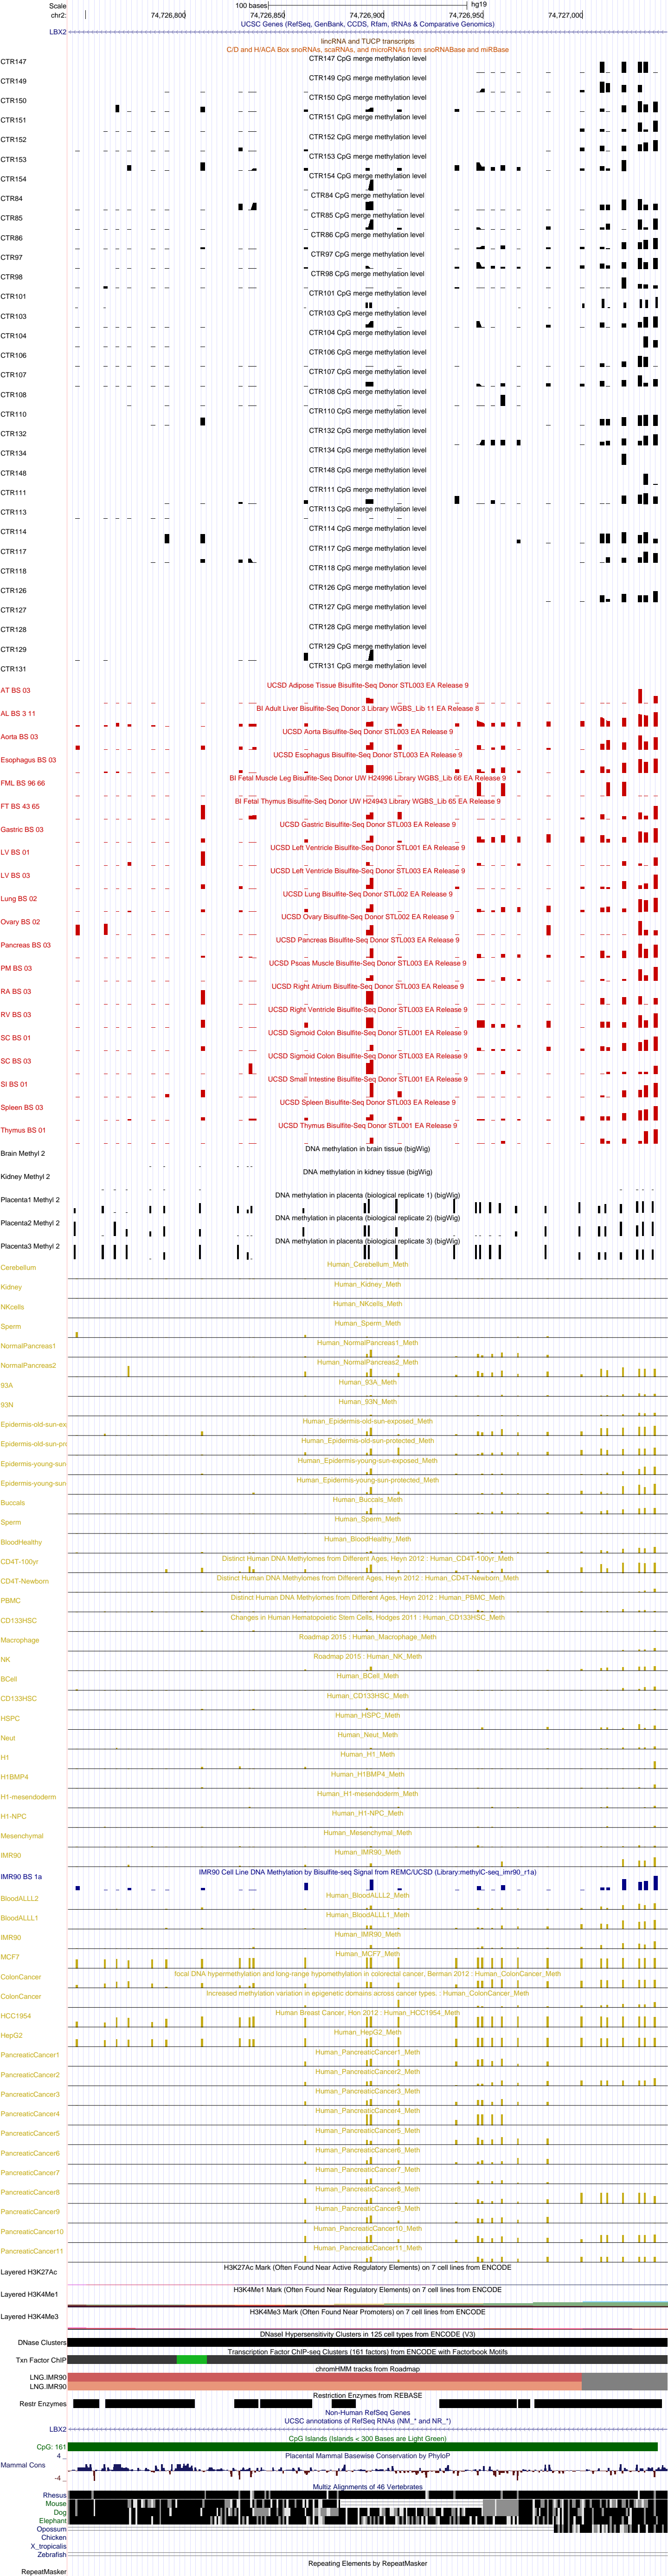 Scale 100 bases hg19
chr2: 74,726,800 74,726,850 74,726,900 74,726,950 74,727,000
UCSC Genes (RefSeq, GenBank, CCDS, Rfam, tRNAs & Comparative Genomics)
LBX2
lincRNA and TUCP transcripts
C/D and H/ACA Box snoRNAs, scaRNAs, and microRNAs from snoRNABase and miRBase
CTR147 CpG merge methylation level
CTR147
CTR149 CpG merge methylation level
CTR149
CTR150 CpG merge methylation level
CTR150
CTR151 CpG merge methylation level
CTR151
CTR152 CpG merge methylation level
CTR152
CTR153 CpG merge methylation level
CTR153
CTR154 CpG merge methylation level
CTR154
CTR84 CpG merge methylation level
CTR84
CTR85 CpG merge methylation level
CTR85
CTR86 CpG merge methylation level
CTR86
CTR97 CpG merge methylation level
CTR97
CTR98 CpG merge methylation level
CTR98
CTR101 CpG merge methylation level
CTR101
CTR103 CpG merge methylation level
CTR103
CTR104 CpG merge methylation level
CTR104
CTR106 CpG merge methylation level
CTR106
CTR107 CpG merge methylation level
CTR107
CTR108 CpG merge methylation level
CTR108
CTR110 CpG merge methylation level
CTR110
CTR132 CpG merge methylation level
CTR132
CTR134 CpG merge methylation level
CTR134
CTR148 CpG merge methylation level
CTR148
CTR111 CpG merge methylation level
CTR111
CTR113 CpG merge methylation level
CTR113
CTR114 CpG merge methylation level
CTR114
CTR117 CpG merge methylation level
CTR117
CTR118 CpG merge methylation level
CTR118
CTR126 CpG merge methylation level
CTR126
CTR127 CpG merge methylation level
CTR127
CTR128 CpG merge methylation level
CTR128
CTR129 CpG merge methylation level
CTR129
CTR131 CpG merge methylation level
CTR131
UCSD Adipose Tissue Bisulfite-Seq Donor STL003 EA Release 9
AT BS 03
BI Adult Liver Bisulfite-Seq Donor 3 Library WGBS_Lib 11 EA Release 8
AL BS 3 11
UCSD Aorta Bisulfite-Seq Donor STL003 EA Release 9
Aorta BS 03
UCSD Esophagus Bisulfite-Seq Donor STL003 EA Release 9
Esophagus BS 03
BI Fetal Muscle Leg Bisulfite-Seq Donor UW H24996 Library WGBS_Lib 66 EA Release 9
FML BS 96 66
BI Fetal Thymus Bisulfite-Seq Donor UW H24943 Library WGBS_Lib 65 EA Release 9
FT BS 43 65
UCSD Gastric Bisulfite-Seq Donor STL003 EA Release 9
Gastric BS 03
UCSD Left Ventricle Bisulfite-Seq Donor STL001 EA Release 9
LV BS 01
UCSD Left Ventricle Bisulfite-Seq Donor STL003 EA Release 9
LV BS 03
UCSD Lung Bisulfite-Seq Donor STL002 EA Release 9
Lung BS 02
UCSD Ovary Bisulfite-Seq Donor STL002 EA Release 9
Ovary BS 02
UCSD Pancreas Bisulfite-Seq Donor STL003 EA Release 9
Pancreas BS 03
UCSD Psoas Muscle Bisulfite-Seq Donor STL003 EA Release 9
PM BS 03
UCSD Right Atrium Bisulfite-Seq Donor STL003 EA Release 9
RA BS 03
UCSD Right Ventricle Bisulfite-Seq Donor STL003 EA Release 9
RV BS 03
UCSD Sigmoid Colon Bisulfite-Seq Donor STL001 EA Release 9
SC BS 01
UCSD Sigmoid Colon Bisulfite-Seq Donor STL003 EA Release 9
SC BS 03
UCSD Small Intestine Bisulfite-Seq Donor STL001 EA Release 9
SI BS 01
UCSD Spleen Bisulfite-Seq Donor STL003 EA Release 9
Spleen BS 03
UCSD Thymus Bisulfite-Seq Donor STL001 EA Release 9
Thymus BS 01
DNA methylation in brain tissue (bigWig)
Brain Methyl 2
DNA methylation in kidney tissue (bigWig)
Kidney Methyl 2
DNA methylation in placenta (biological replicate 1) (bigWig)
Placenta1 Methyl 2
DNA methylation in placenta (biological replicate 2) (bigWig)
Placenta2 Methyl 2
DNA methylation in placenta (biological replicate 3) (bigWig)
Placenta3 Methyl 2
Human_Cerebellum_Meth
Cerebellum
Human_Kidney_Meth
Kidney
Human_NKcells_Meth
NKcells
Human_Sperm_Meth
Sperm
Human_NormalPancreas1_Meth
NormalPancreas1
Human_NormalPancreas2_Meth
NormalPancreas2
Human_93A_Meth
93A
Human_93N_Meth
93N
Human_Epidermis-old-sun-exposed_Meth
Epidermis-old-sun-ex
Human_Epidermis-old-sun-protected_Meth
Epidermis-old-sun-pr
Human_Epidermis-young-sun-exposed_Meth
Epidermis-young-sun
Human_Epidermis-young-sun-protected_Meth
Epidermis-young-sun
Human_Buccals_Meth
Buccals
Human_Sperm_Meth
Sperm
Human_BloodHealthy_Meth
BloodHealthy
Distinct Human DNA Methylomes from Different Ages, Heyn 2012 : Human_CD4T-100yr_Meth
CD4T-100yr
Distinct Human DNA Methylomes from Different Ages, Heyn 2012 : Human_CD4T-Newborn_Meth
CD4T-Newborn
Distinct Human DNA Methylomes from Different Ages, Heyn 2012 : Human_PBMC_Meth
PBMC
Changes in Human Hematopoietic Stem Cells, Hodges 2011 : Human_CD133HSC_Meth
CD133HSC
Roadmap 2015 : Human_Macrophage_Meth
Macrophage
Roadmap 2015 : Human_NK_Meth
NK
Human_BCell_Meth
BCell
Human_CD133HSC_Meth
CD133HSC
Human_HSPC_Meth
HSPC
Human_Neut_Meth
Neut
Human_H1_Meth
H1
Human_H1BMP4_Meth
H1BMP4
Human_H1-mesendoderm_Meth
H1-mesendoderm
Human_H1-NPC_Meth
H1-NPC
Human_Mesenchymal_Meth
Mesenchymal
Human_IMR90_Meth
IMR90
IMR90 Cell Line DNA Methylation by Bisulfite-seq Signal from REMC/UCSD (Library:methylC-seq_imr90_r1a)
IMR90 BS 1a
Human_BloodALLL2_Meth
BloodALLL2
Human_BloodALLL1_Meth
BloodALLL1
Human_IMR90_Meth
IMR90
Human_MCF7_Meth
MCF7
focal DNA hypermethylation and long-range hypomethylation in colorectal cancer, Berman 2012 : Human_ColonCancer_Meth
ColonCancer
Increased methylation variation in epigenetic domains across cancer types. : Human_ColonCancer_Meth
ColonCancer
Human Breast Cancer, Hon 2012 : Human_HCC1954_Meth
HCC1954
Human_HepG2_Meth
HepG2
Human_PancreaticCancer1_Meth
PancreaticCancer1
Human_PancreaticCancer2_Meth
PancreaticCancer2
Human_PancreaticCancer3_Meth
PancreaticCancer3
Human_PancreaticCancer4_Meth
PancreaticCancer4
Human_PancreaticCancer5_Meth
PancreaticCancer5
Human_PancreaticCancer6_Meth
PancreaticCancer6
Human_PancreaticCancer7_Meth
PancreaticCancer7
Human_PancreaticCancer8_Meth
PancreaticCancer8
Human_PancreaticCancer9_Meth
PancreaticCancer9
Human_PancreaticCancer10_Meth
PancreaticCancer10
Human_PancreaticCancer11_Meth
PancreaticCancer11
H3K27Ac Mark (Often Found Near Active Regulatory Elements) on 7 cell lines from ENCODE
Layered H3K27Ac
H3K4Me1 Mark (Often Found Near Regulatory Elements) on 7 cell lines from ENCODE
Layered H3K4Me1
H3K4Me3 Mark (Often Found Near Promoters) on 7 cell lines from ENCODE
Layered H3K4Me3
DNaseI Hypersensitivity Clusters in 125 cell types from ENCODE (V3)
DNase Clusters
Transcription Factor ChIP-seq Clusters (161 factors) from ENCODE with Factorbook Motifs
Txn Factor ChIP
chromHMM tracks from Roadmap
LNG.IMR90
LNG.IMR90
Restriction Enzymes from REBASE
Restr Enzymes
Non-Human RefSeq Genes
UCSC annotations of RefSeq RNAs (NM_* and NR_*)
LBX2
CpG Islands (Islands < 300 Bases are Light Green)
CpG: 161
Placental Mammal Basewise Conservation by PhyloP
4
Mammal Cons
-4
Multiz Alignments of 46 Vertebrates
Rhesus
Mouse
Dog
Elephant
Opossum
Chicken
X_tropicalis
Zebrafish
Repeating Elements by RepeatMasker
RepeatMasker